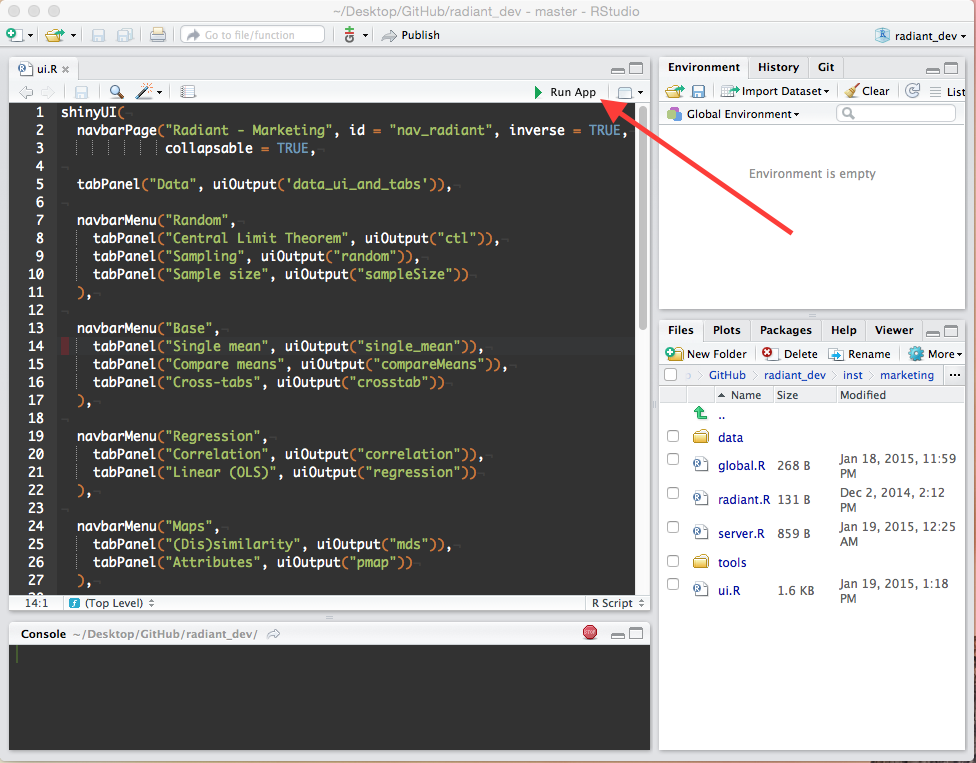 ~/Desktop/GitHub/radiant_dev - master - RStudio
Go to file/function
Publish
radiant_dev
ui.R
Run App
1 shinyUI(
2 navbarPage("Radiant - Marketing", id = "nav_radiant", inverse = TRUE,
3 collapsable = TRUE,
4
5 tabPanel("Data", uiOutput('data_ui_and_tabs')),
6
7 navbarMenu("Random",
8 tabPanel("Central Limit Theorem", uiOutput("ctl")),
9 tabPanel("Sampling", uiOutput("random")),
10 tabPanel("Sample size", uiOutput("sampleSize"))
11 ),
12
13 navbarMenu("Base",
14 tabPanel("Single mean", uiOutput("single_mean")),
15 tabPanel("Compare means", uiOutput("compareMeans")),
16 tabPanel("Cross-tabs", uiOutput("crosstab"))
17 ),
18
19 navbarMenu("Regression",
20 tabPanel("Correlation", uiOutput("correlation")),
21 tabPanel("Linear (OLS)", uiOutput("regression"))
22 ),
23
24 navbarMenu("Maps",
25 tabPanel("(Dis)similarity", uiOutput("mds")),
26 tabPanel("Attributes", uiOutput("pmap"))
27 ),
14:1 (Top Level) R Script
Console ~/Desktop/GitHub/radiant_dev/
STOP
Environment History Git
Import Dataset Clear List
Global Environment
Environment is empty
Files Plots Packages Help Viewer
New Folder Delete Rename More
GitHub radiant_dev inst marketing ...
Name Size Modified
..
data
global.R 268 B Jan 18, 2015, 11:59 PM
radiant.R 131 B Dec 2, 2014, 2:12 PM
server.R 859 B Jan 19, 2015, 12:25 AM
tools
ui.R 1.6 KB Jan 19, 2015, 1:18 PM